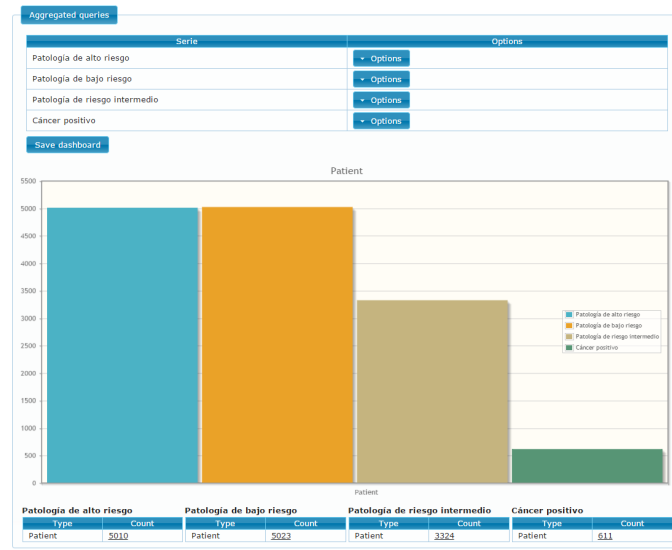 Aggregated queries
Serie Options
Patología de alto riesgo Options
Patología de bajo riesgo Options
Patología de riesgo intermedio Options
Cáncer positivo Options
Save dashboard
Patient
5500
5000
4500
4000
3500
3000
2500
2000
1500
1000
500
0
Patología de alto riesgo
Patología de bajo riesgo
Patología de riesgo intermedio
Cáncer positivo
Patient
Patología de alto riesgo Patología de bajo riesgo Patología de riesgo intermedio Cáncer positivo
Type Count Type Count Type Count Type Count
Patient 5010 Patient 5023 Patient 3324 Patient 611